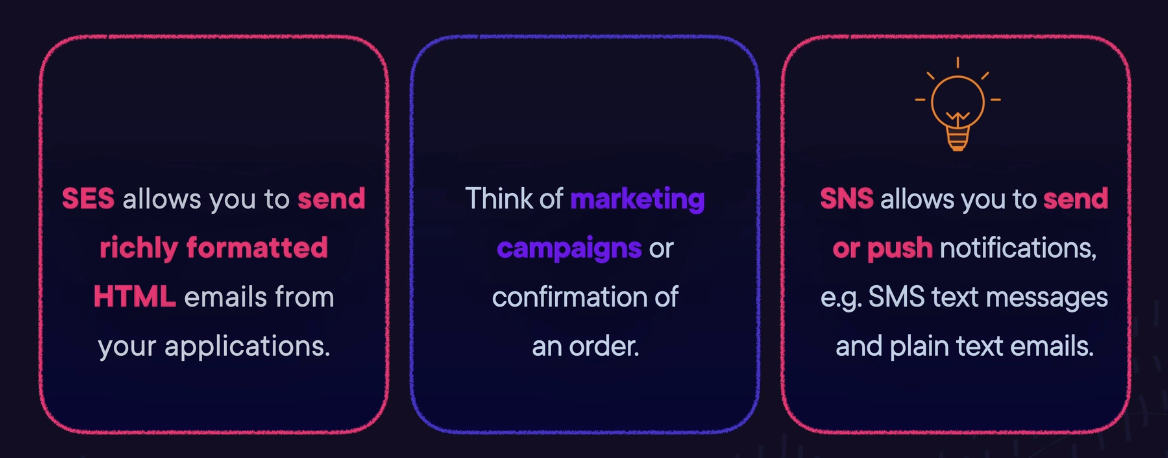 SES allows you to send
richly formatted
HTML emails from
your applications.
Think of marketing
campaigns or
confirmation of
an order.
SNS allows you to send
or push notifications,
e.g. SMS text messages
and plain text emails.